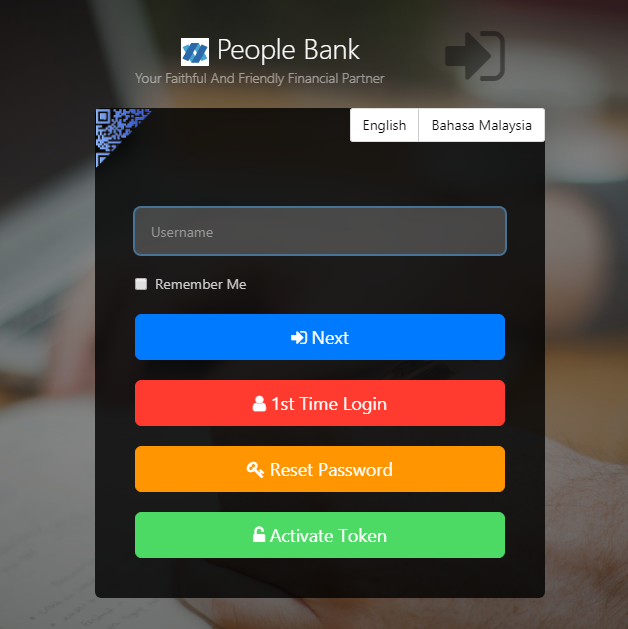 People Bank
Your Faithful And Friendly Financial Partner
English Bahasa Malaysia
Username
Remember Me
Next
1st Time Login
Reset Password
Activate Token